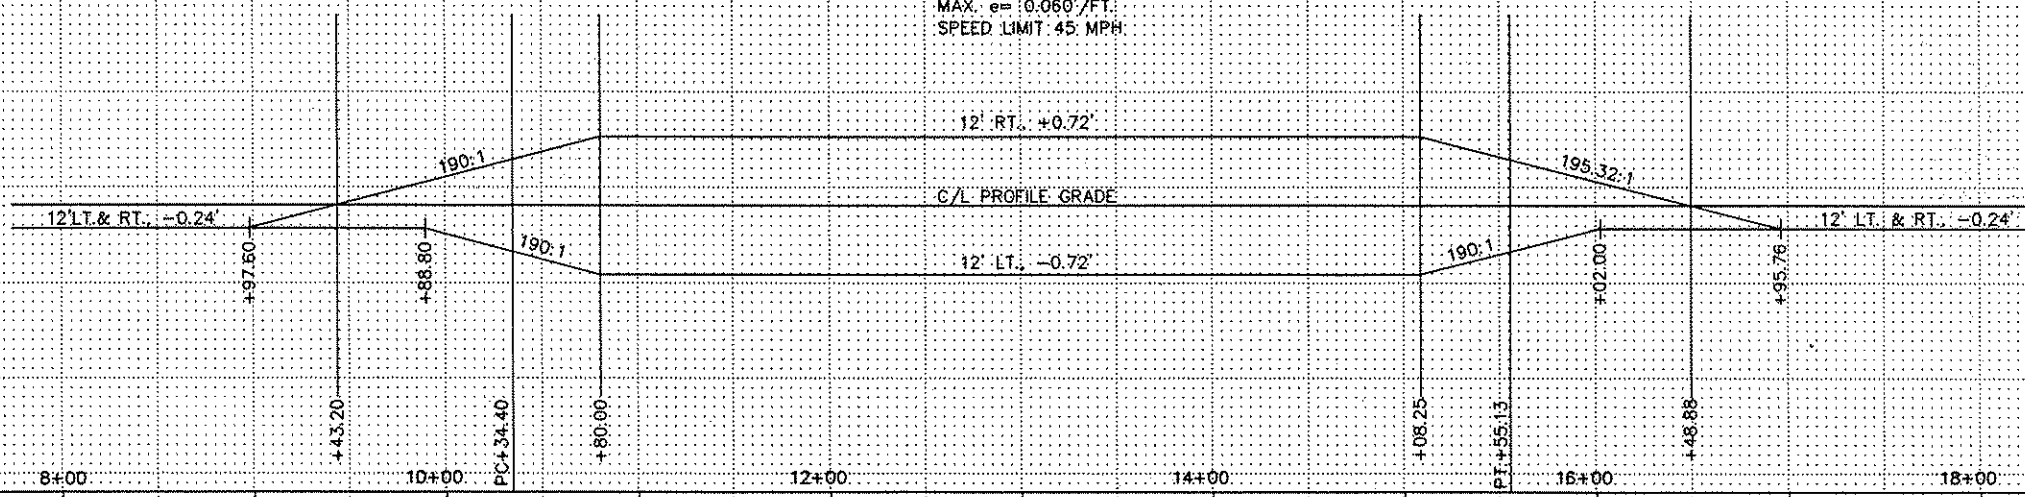 MAX. e= 0.060'/FT.
SPEED LIMIT 45 MPH
12' RT., +0.72'
190:1
195.32:1
C/L PROFILE GRADE
12'LT.& RT., -0.24'
12' LT. & RT., -0.24'
190:1
190:1
12' LT., -0.72'
+97.60
+88.80
+02.00
+95.76
+43.20
PC+34.40
+80.00
+08.25
PT.+55.13
+48.88
8+00
10+00
12+00
14+00
16+00
18+00